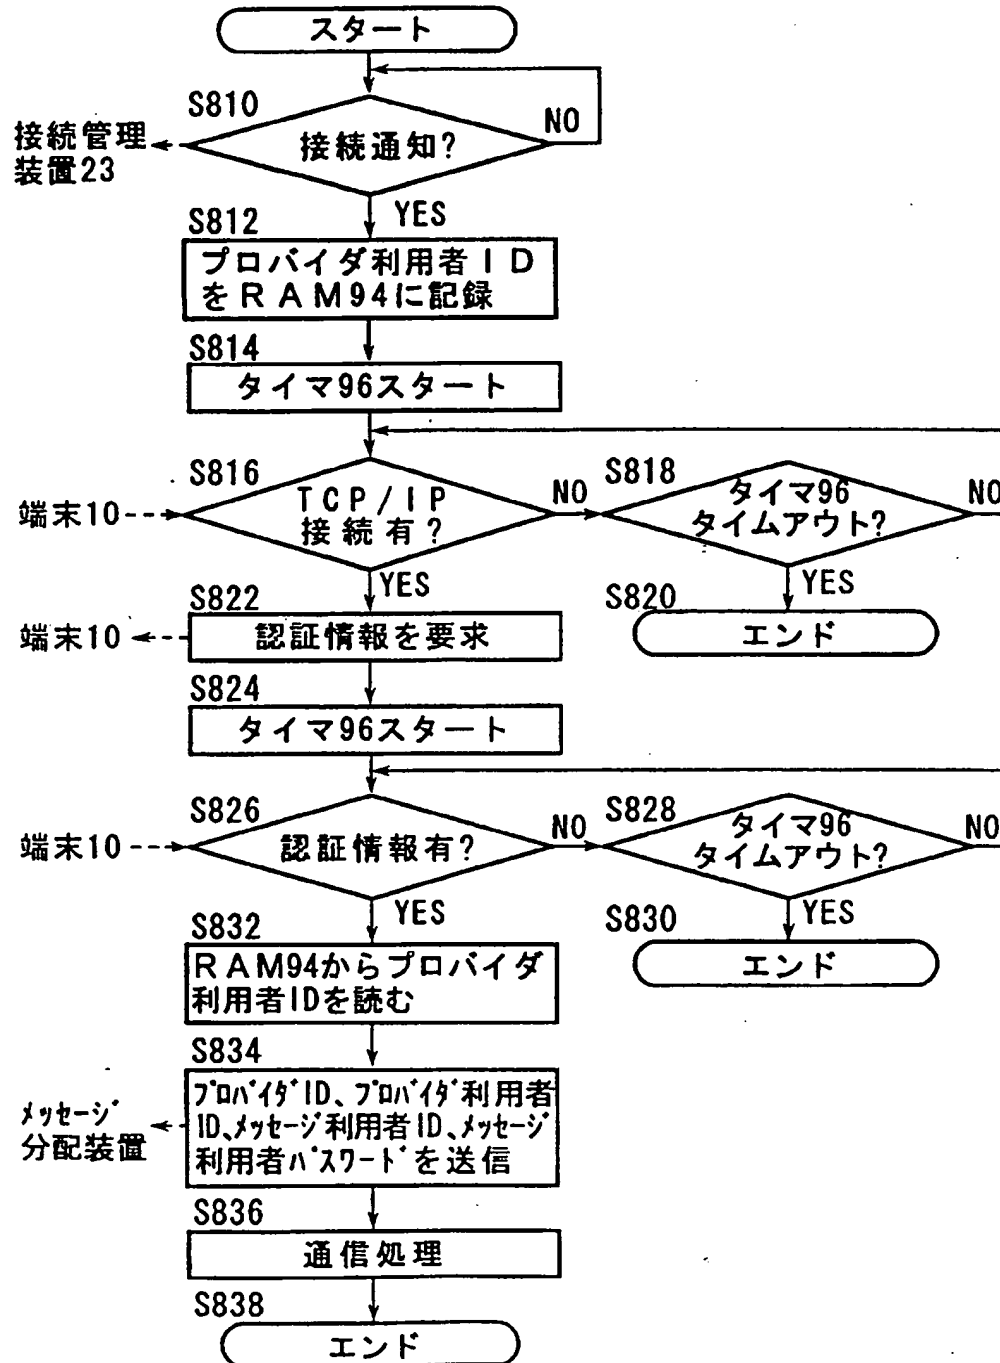 スタート
S810
接続管理
装置23
接続通知?
NO
YES
S812
プロバイダ利用者ID
をRAM94に記録
S814
タイマ96スタート
S816
端末10
TCP/IP
接続有?
NO
S818
タイマ96
タイムアウト?
NO
YES
YES
S820
エンド
S822
端末10
認証情報を要求
S824
タイマ96スタート
S826
端末10
認証情報有?
NO
S828
タイマ96
タイムアウト?
NO
YES
YES
S830
エンド
S832
RAM94からプロバイダ
利用者IDを読む
S834
メッセージ
分配装置
プロバイダID、プロバイダ利用者
ID、メッセージ利用者ID、メッセージ
利用者パスワードを送信
S836
通信処理
S838
エンド